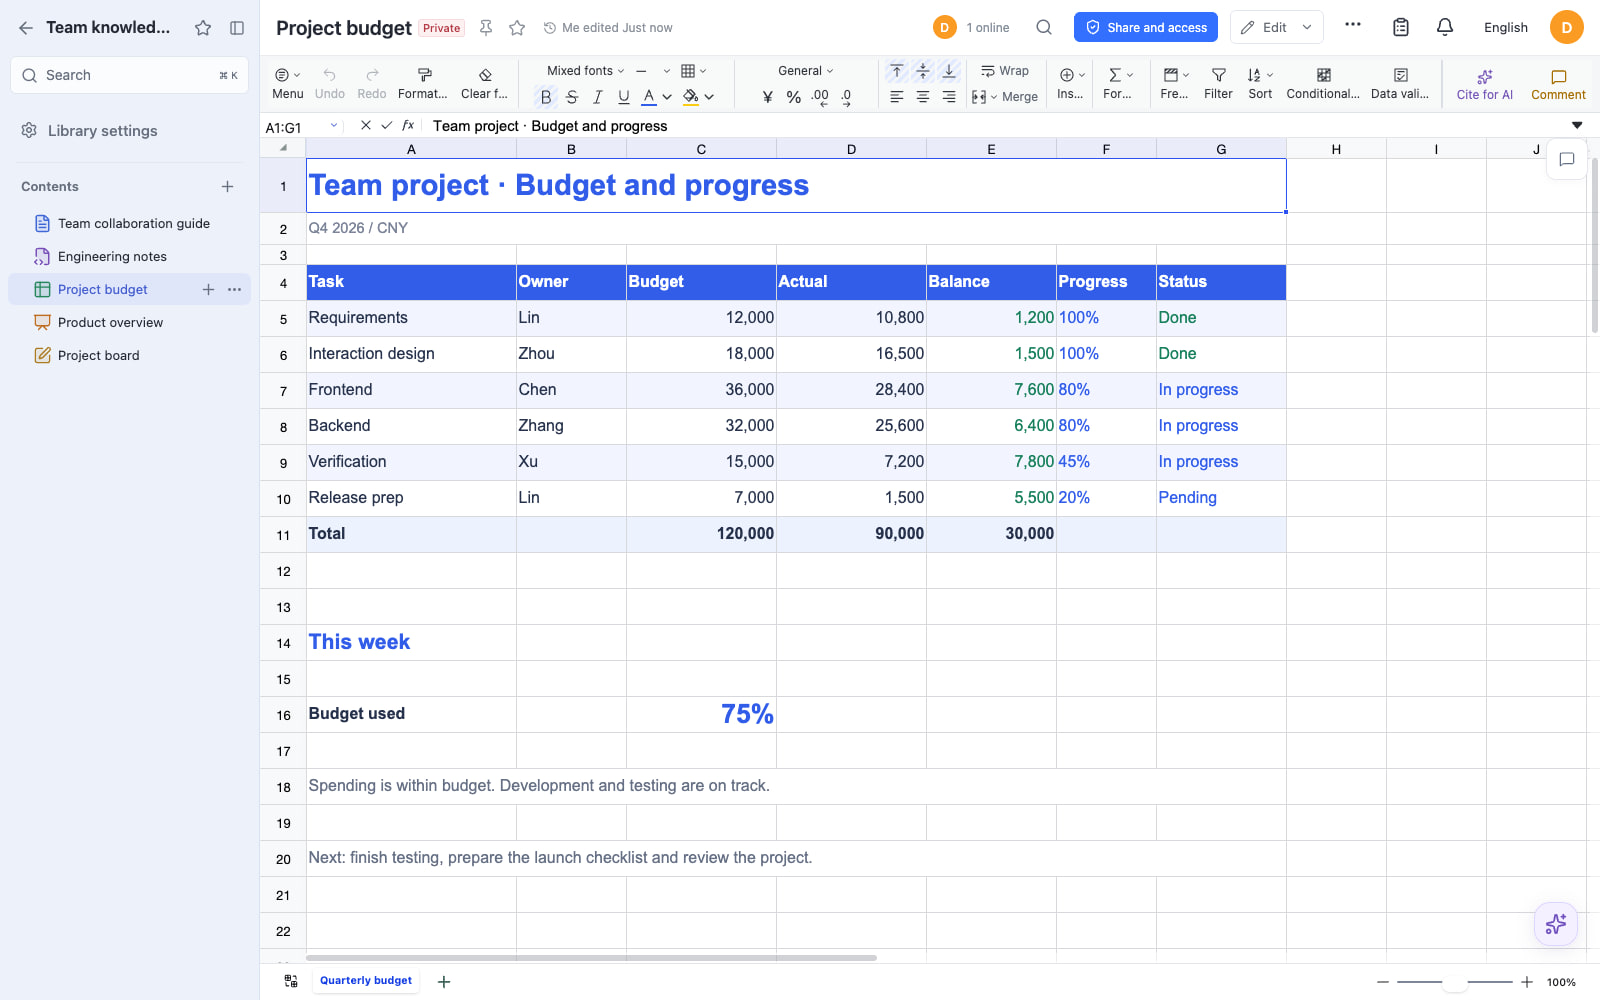 Team knowled...
Search
⌘ K
Library settings
Contents
Team collaboration guide
Engineering notes
Project budget
Product overview
Project board
Project budget
Private
Me edited Just now
D
1 online
Share and access
Edit
English
D
Menu
Undo
Redo
Format...
Clear f...
Mixed fonts
B
S
I
U
A
General
¥
%
.00
.0
Wrap
Merge
Ins...
For...
Fre...
Filter
Sort
Conditional...
Data vali...
Cite for AI
Comment
A1:G1
fx
Team project · Budget and progress
A B C D E F G H I J
1 Team project · Budget and progress
2 Q4 2026 / CNY
3
4 Task Owner Budget Actual Balance Progress Status
5 Requirements Lin 12,000 10,800 1,200 100% Done
6 Interaction design Zhou 18,000 16,500 1,500 100% Done
7 Frontend Chen 36,000 28,400 7,600 80% In progress
8 Backend Zhang 32,000 25,600 6,400 80% In progress
9 Verification Xu 15,000 7,200 7,800 45% In progress
10 Release prep Lin 7,000 1,500 5,500 20% Pending
11 Total 120,000 90,000 30,000
12
13
14 This week
15
16 Budget used 75%
17
18 Spending is within budget. Development and testing are on track.
19
20 Next: finish testing, prepare the launch checklist and review the project.
21
22
Quarterly budget
100%